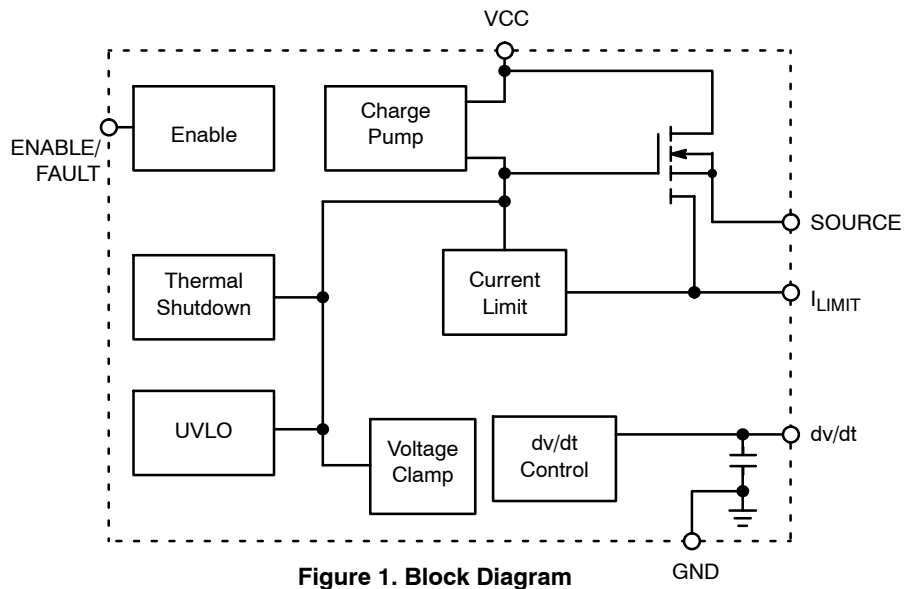 VCC
ENABLE/
FAULT
Enable
Charge
Pump
SOURCE
Thermal
Shutdown
Current
Limit
ILIMIT
UVLO
Voltage
Clamp
dv/dt
Control
dv/dt
GND
Figure 1. Block Diagram